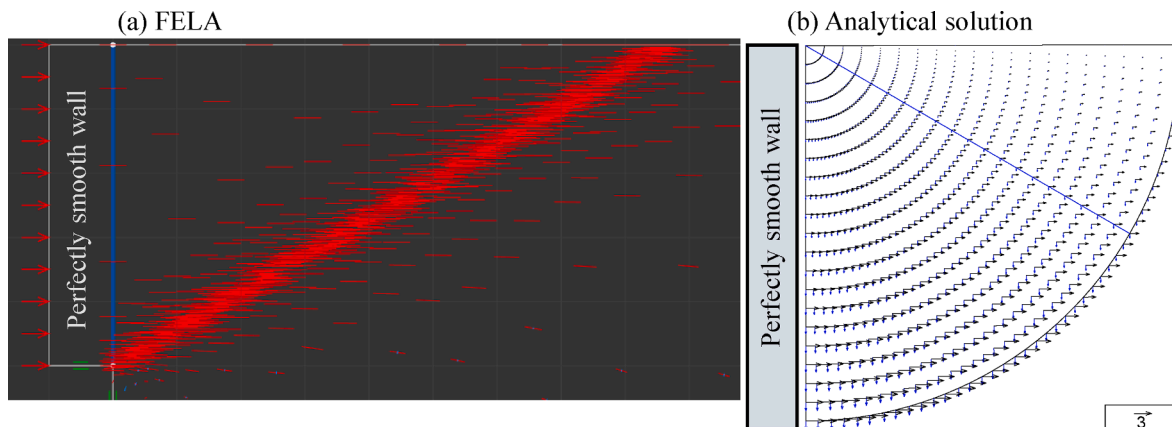 (a) FELA
(b) Analytical solution
Perfectly smooth wall
Perfectly smooth wall
3